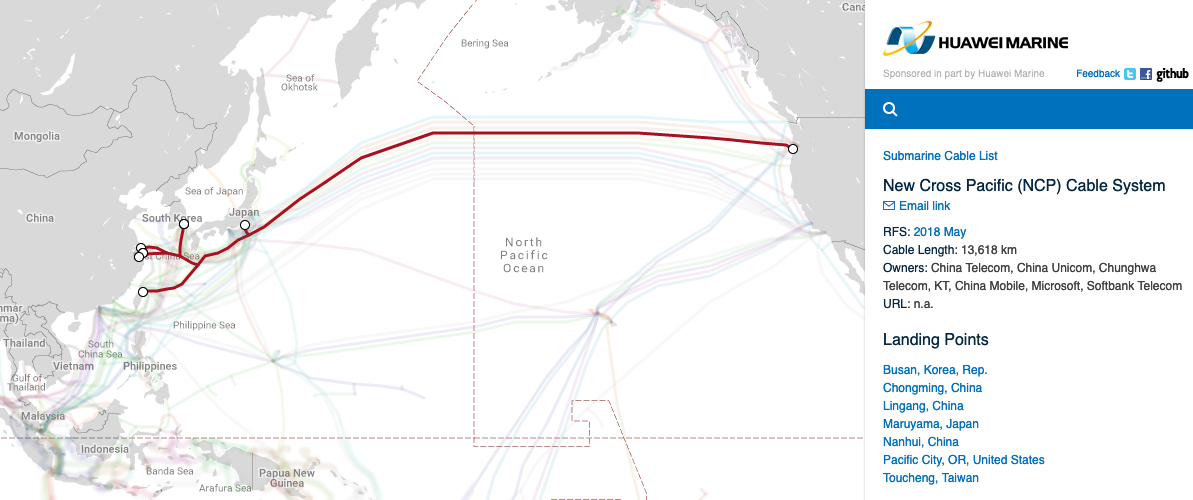 Bering Sea
Cana
Sea of
Okhotsk
Mongolia
Sea of Japan
China
South Korea
Japan
st China Sea
North
Pacific
Ocean
nmar
ma)
Philippine Sea
Thailand
South
China Sea
Vietnam
Philippines
Gulf of
Thailand
Malaysia
Indonesia
Banda Sea
Papua New
Guinea
Arafura Sea
HUAWEI MARINE
Sponsored in part by Huawei Marine
Feedback
github
Submarine Cable List
New Cross Pacific (NCP) Cable System
Email link
RFS: 2018 May
Cable Length: 13,618 km
Owners: China Telecom, China Unicom, Chunghwa
Telecom, KT, China Mobile, Microsoft, Softbank Telecom
URL: n.a.
Landing Points
Busan, Korea, Rep.
Chongming, China
Lingang, China
Maruyama, Japan
Nanhui, China
Pacific City, OR, United States
Toucheng, Taiwan